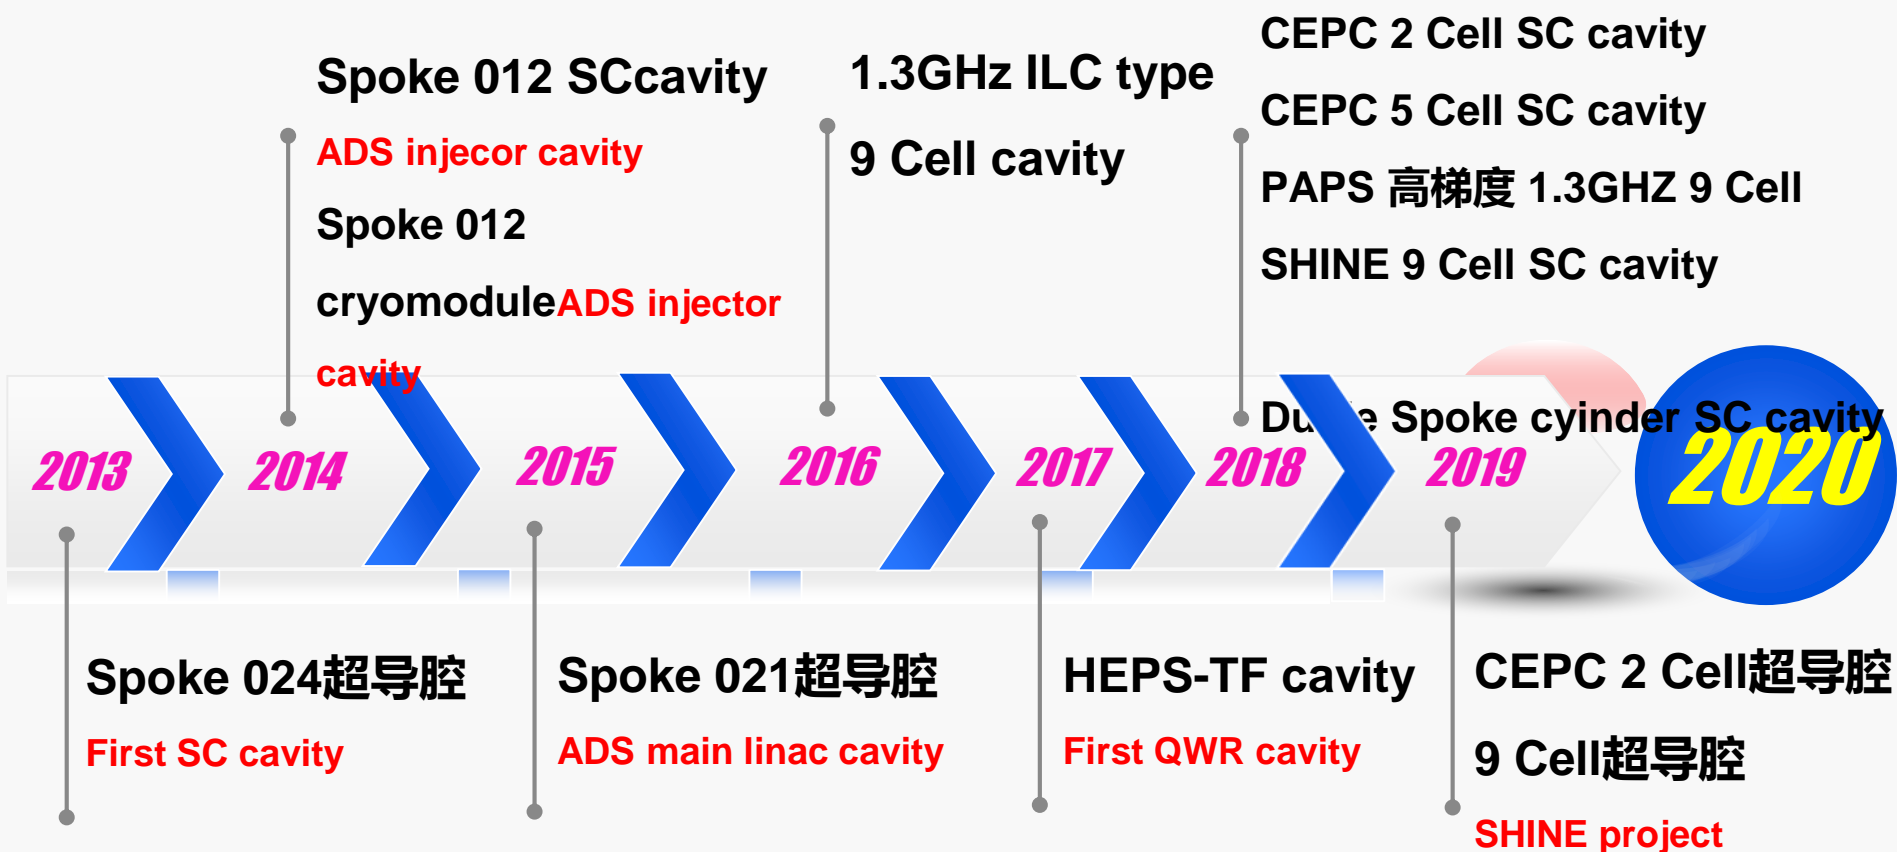 Spoke 012 SCcavity
ADS injecor cavity
Spoke 012
cryomoduleADS injector
cavity
1.3GHz ILC type
9 Cell cavity
CEPC 2 Cell SC cavity
CEPC 5 Cell SC cavity
PAPS 高梯度 1.3GHZ 9 Cell
SHINE 9 Cell SC cavity
Spoke cyinder SC cavity
2013
2014
2015
2016
2017
2018
2019
2020
Spoke 024超导腔
First SC cavity
Spoke 021超导腔
ADS main linac cavity
HEPS-TF cavity
First QWR cavity
CEPC 2 Cell超导腔
9 Cell超导腔
SHINE project